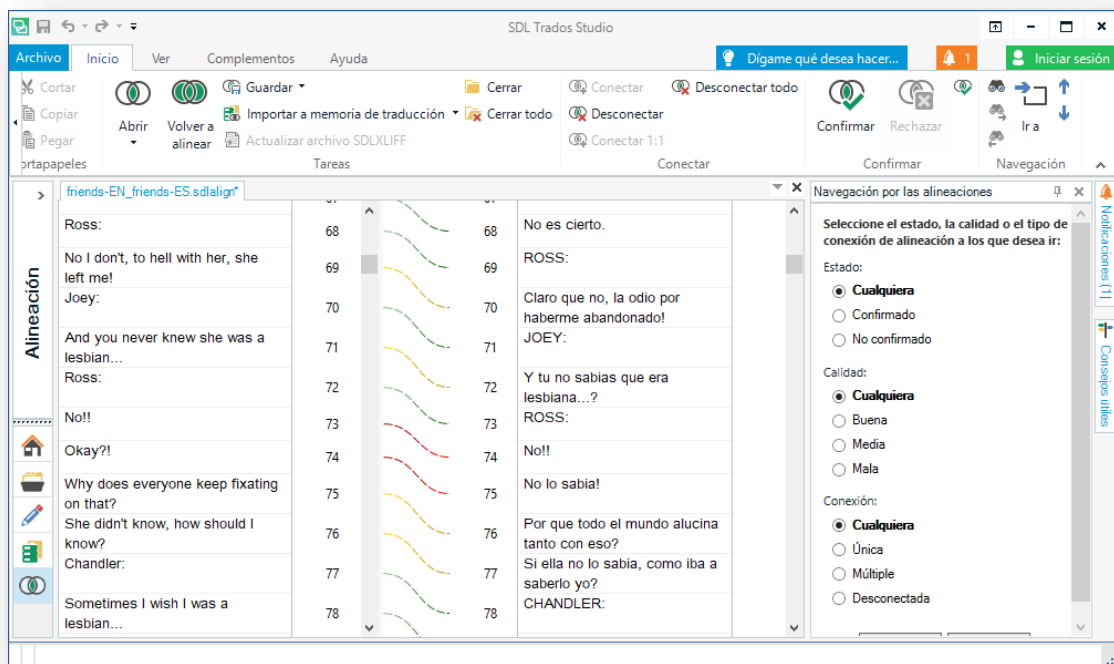 SDL Trados Studio
Archivo Inicio Ver Complementos Ayuda Dígame qué desea hacer... 1 Iniciar sesión
Cortar
Copiar
Pegar
ortapapeles
Abrir
Volver a
alinear
Guardar
Importar a memoria de traducción
Actualizar archivo SDLXLIFF
Cerrar
Cerrar todo
Tareas
Conectar
Desconectar
Conectar 1:1
Desconectar todo
Conectar
Confirmar
Rechazar
Confirmar
Ir a
Navegación
Alineación
friends-EN_friends-ES.sdlalign*
Ross: 68 68 No es cierto.
No I don't, to hell with her, she
left me! 69 69 ROSS:
Joey: 70 70 Claro que no, la odio por
haberme abandonado!
And you never knew she was a
lesbian... 71 71 JOEY:
Ross: 72 72 Y tu no sabias que era
lesbiana...?
No!! 73 73 ROSS:
Okay?! 74 74 No!!
Why does everyone keep fixating
on that? 75 75 No lo sabia!
She didn't know, how should I
know? 76 76 Por que todo el mundo alucina
tanto con eso?
Chandler: 77 77 Si ella no lo sabia, como iba a
saberlo yo?
Sometimes I wish I was a
lesbian... 78 78 CHANDLER:
Navegación por las alineaciones
Seleccione el estado, la calidad o el tipo de
conexión de alineación a los que desea ir:
Estado:
Cualquiera
Confirmado
No confirmado
Calidad:
Cualquiera
Buena
Media
Mala
Conexión:
Cualquiera
Única
Múltiple
Desconectada
Notificaciones (1)
Consejos útiles